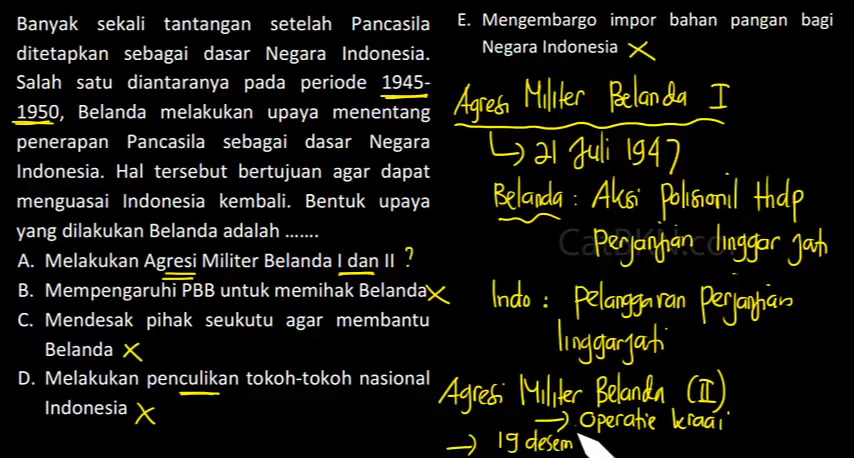 Banyak sekali tantangan setelah Pancasila
ditetapkan sebagai dasar Negara Indonesia.
Salah satu diantaranya pada periode 1945-
1950, Belanda melakukan upaya menentang
penerapan Pancasila sebagai dasar Negara
Indonesia. Hal tersebut bertujuan agar dapat
menguasai Indonesia kembali. Bentuk upaya
yang dilakukan Belanda adalah .......
A. Melakukan Agresi Militer Belanda I dan II ?
B. Mempengaruhi PBB untuk memihak Belanda
C. Mendesak pihak seukutu agar membantu
Belanda
D. Melakukan penculikan tokoh-tokoh nasional
Indonesia
E. Mengembargo impor bahan pangan bagi
Negara Indonesia
Agresi Militer Belanda I
21 Juli 1947
Belanda : Aksi Polisionil thdp
Perjanjian linggar jati
Indo : Pelanggaran Perjanjian
linggarjati
Agresi Militer Belanda (II)
→ Operatie kraai
→ 19 desem